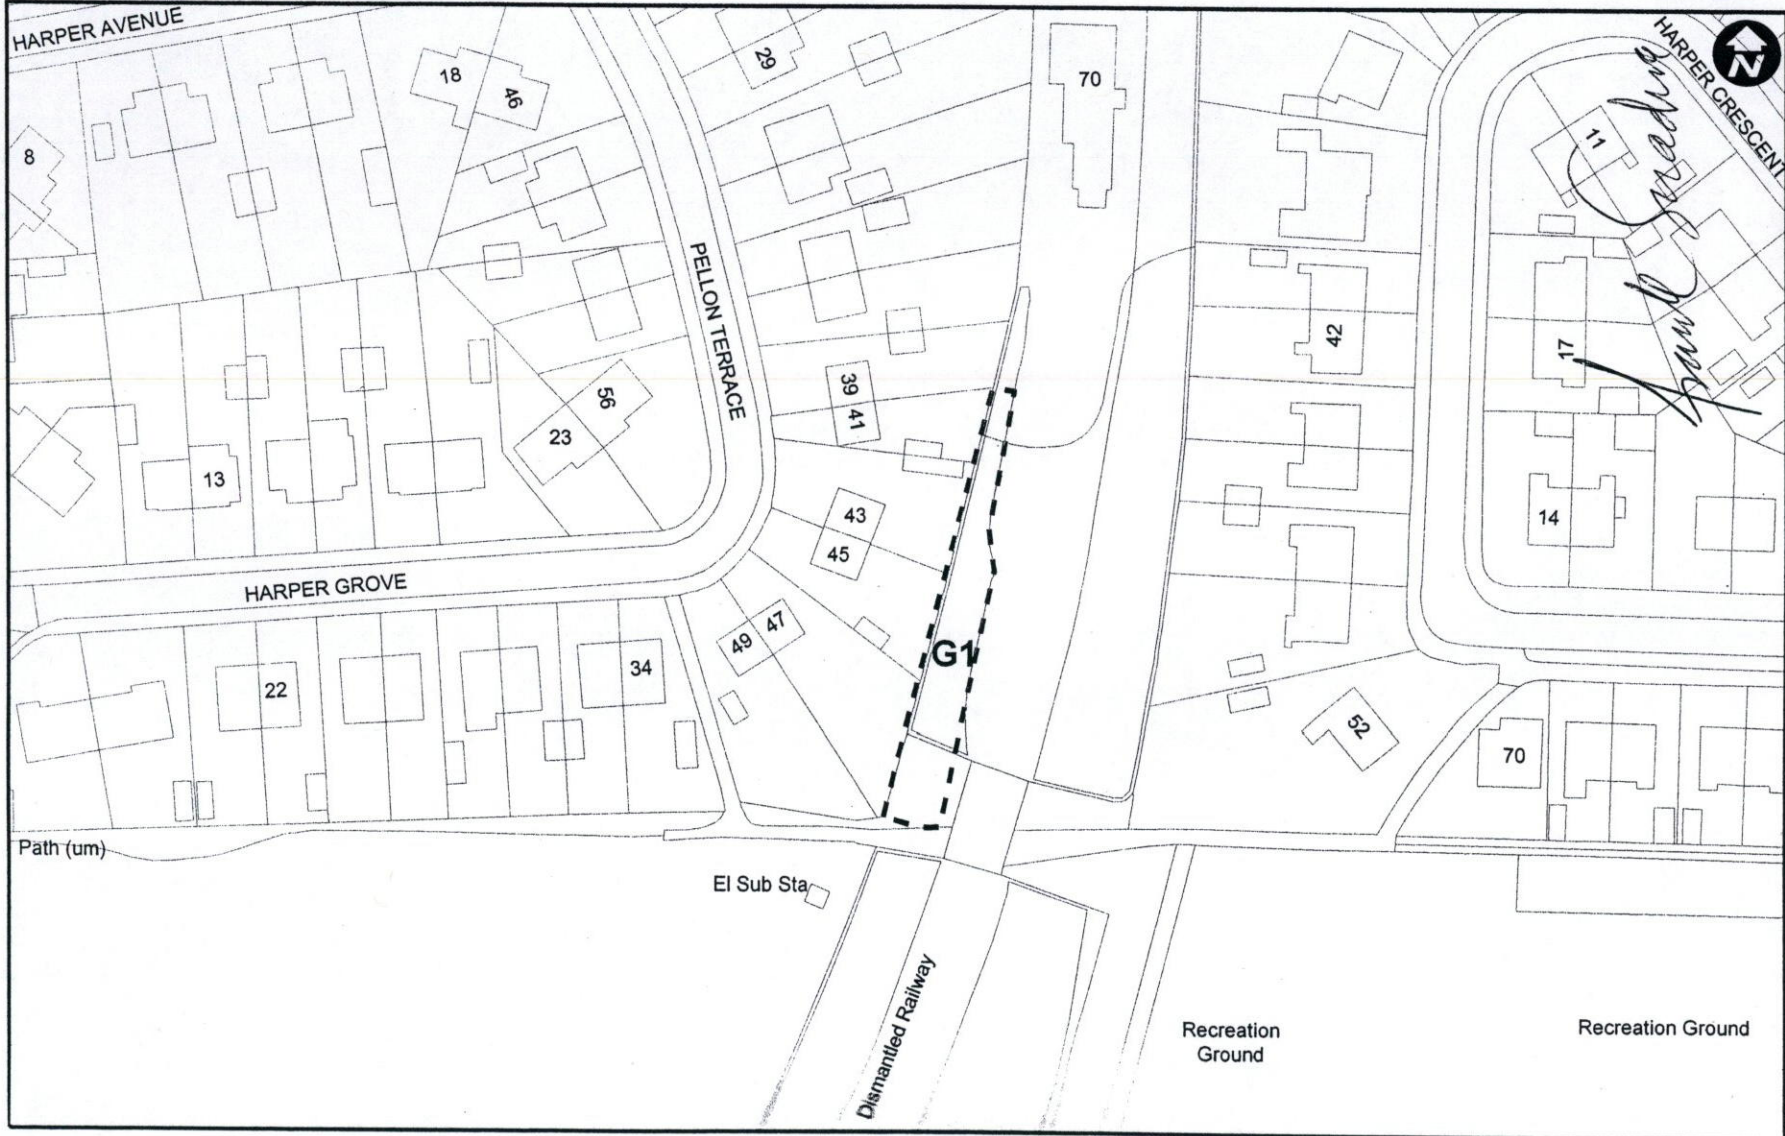 HARPER AVENUE
HARPER CRESCENT
N
8
18
46
29
70
11
PELLON TERRACE
42
17
39
41
56
23
13
43
45
14
HARPER GROVE
49
47
G1
34
22
52
70
Path (um)
El Sub Sta
Dismantled Railway
Recreation
Ground
Recreation Ground